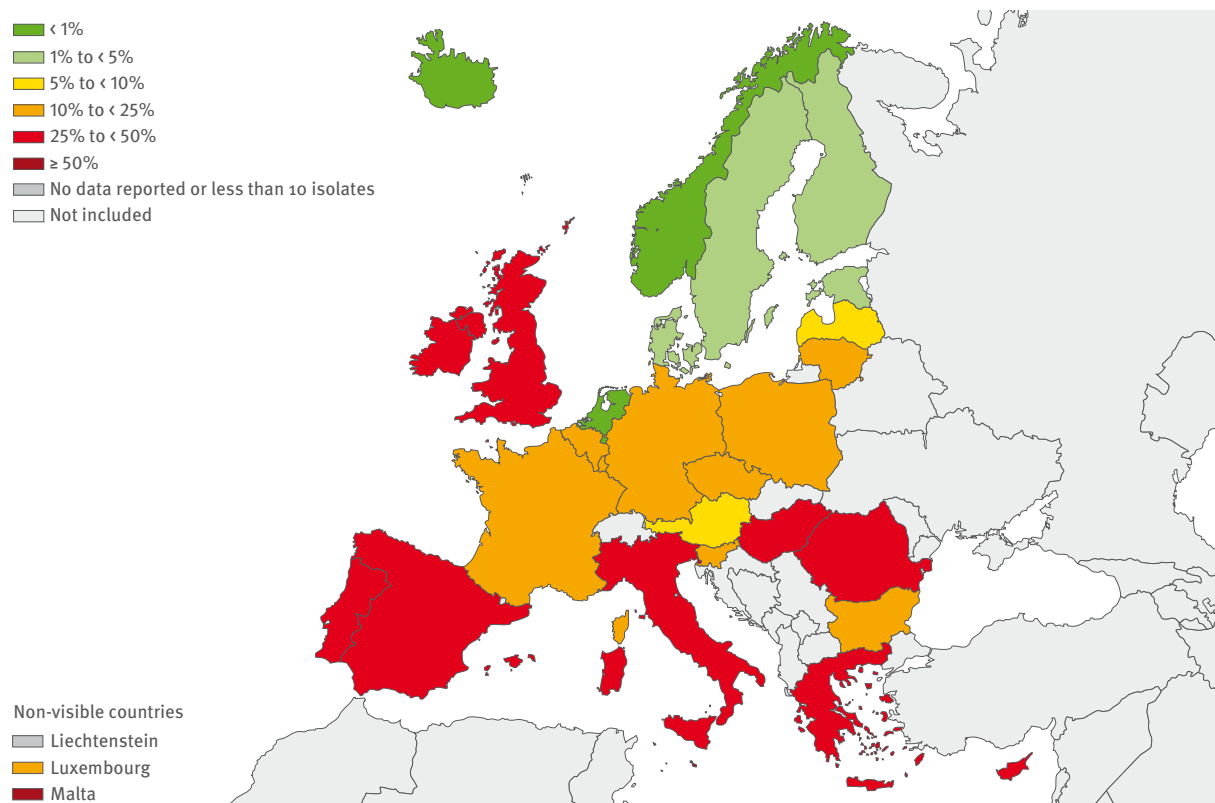 < 1%
1% to < 5%
5% to < 10%
10% to < 25%
25% to < 50%
≥ 50%
No data reported or less than 10 isolates
Not included
Non-visible countries
Liechtenstein
Luxembourg
Malta